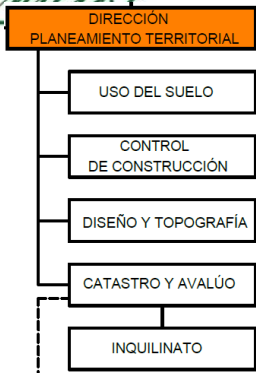 DIRECCIÓN
PLANEAMIENTO TERRITORIAL
USO DEL SUELO
CONTROL
DE CONSTRUCCIÓN
DISEÑO Y TOPOGRAFÍA
CATASTRO Y AVALÚO
INQUILINATO